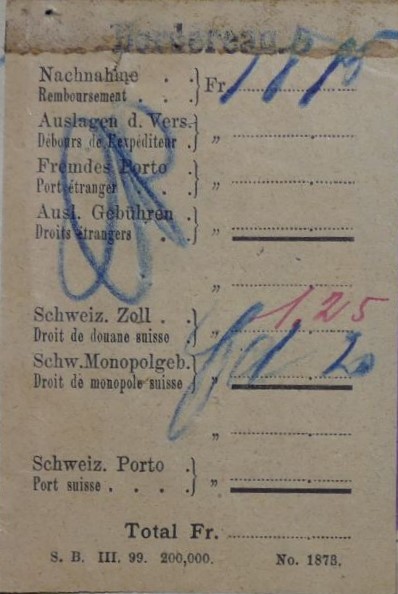 Bordereau
Nachnahme . . } Fr.
Remboursement . .
Auslagen d. Vers. } „
Débours de l'expéditeur .
Fremdes Porto . } „
Port étranger .
Ausl. Gebühren . } „
Droits étrangers . .
„
1.25
Schweiz. Zoll . . } „
Droit de douane suisse .
Schw. Monopolgeb. } „
Droit de monopole suisse
„
Schweiz. Porto . } „
Port suisse . . . .
Total Fr.
S. B. III. 99. 200,000. No. 1873.